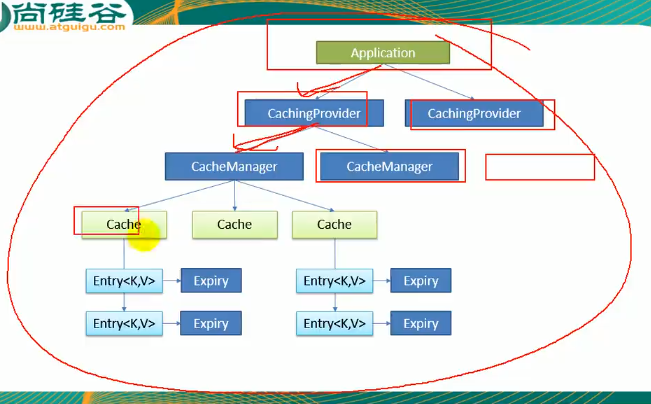 尚硅谷
www.atguigu.com
Application
CachingProvider CachingProvider
CacheManager CacheManager
Cache Cache Cache
Entry<K,V> Expiry Entry<K,V> Expiry
Entry<K,V> Expiry Entry<K,V> Expiry